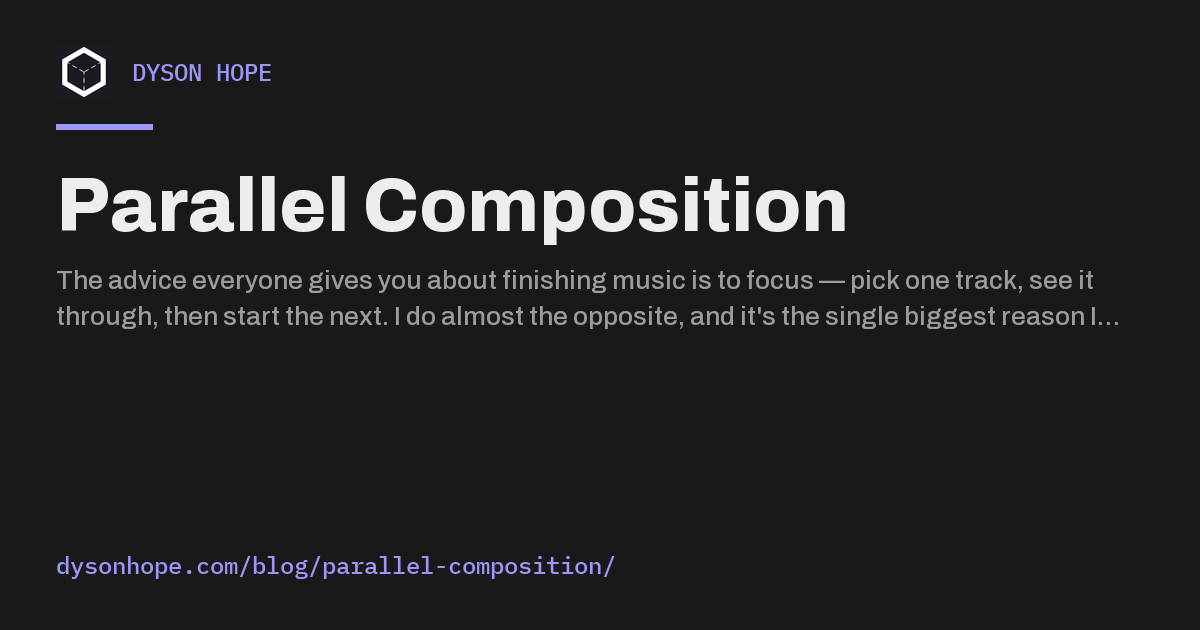 DYSON HOPE
Parallel Composition
The advice everyone gives you about finishing music is to focus — pick one track, see it
through, then start the next. I do almost the opposite, and it's the single biggest reason I…
dysonhope.com/blog/parallel-composition/